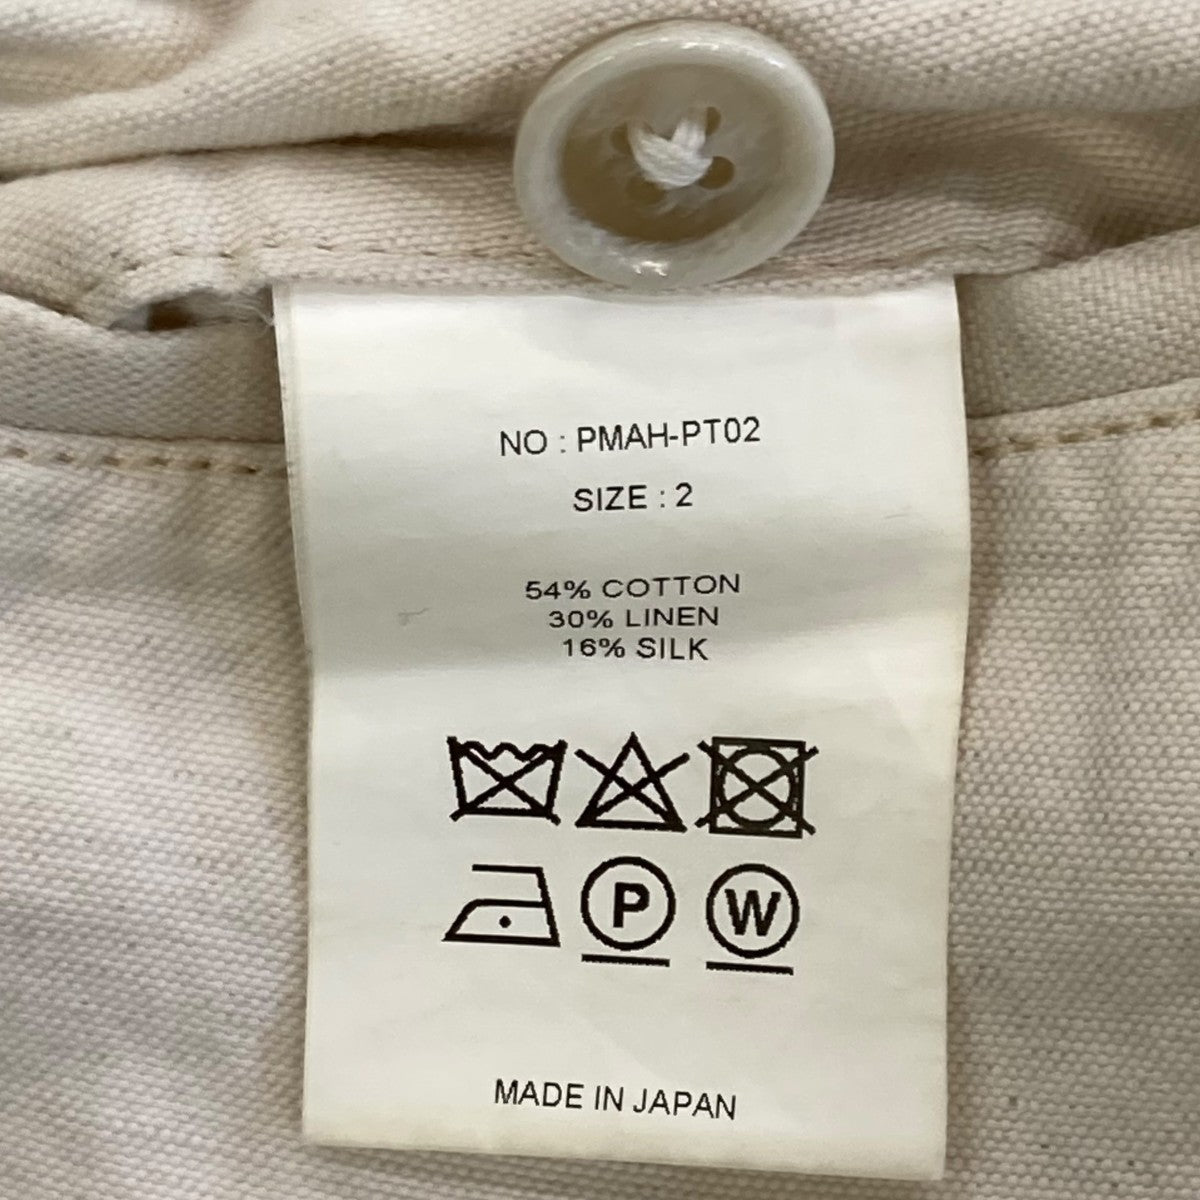 NO : PMAH-PT02
SIZE : 2
54% COTTON
30% LINEN
16% SILK
P W
MADE IN JAPAN